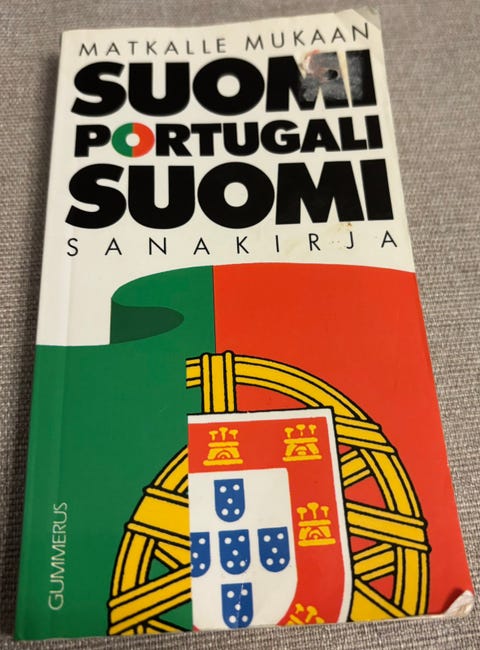 MATKALLE MUKAAN
SUOMI
PORTUGALI
SUOMI
SANAKIRJA
GUMMERUS